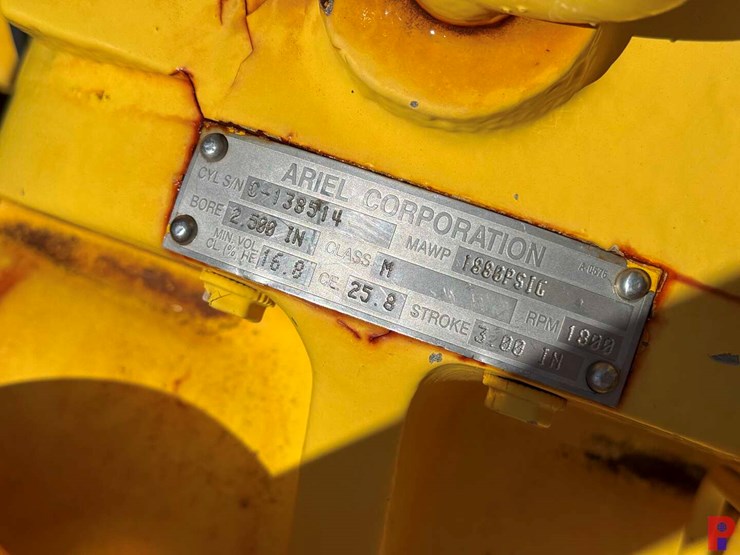 ARIEL CORPORATION
CYL S/N C-138514 MAWP 1880PSIG
BORE 2.500 IN CLASS M RPM 1800
MIN. VOL. CL (%) HE 16.8 CE 25.8 STROKE 3.00 IN